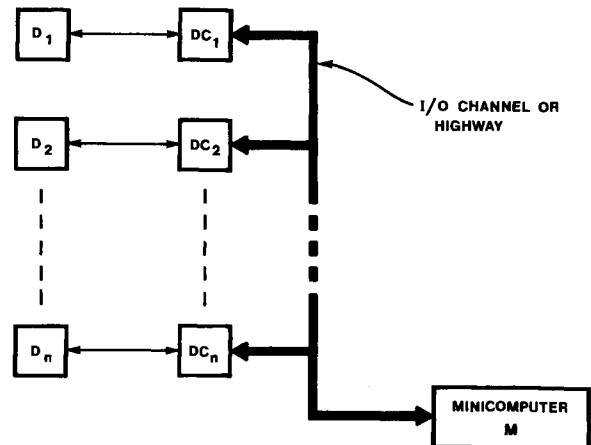 D1
DC1
I/O CHANNEL OR
HIGHWAY
D2
DC2
Dn
DCn
MINICOMPUTER
M